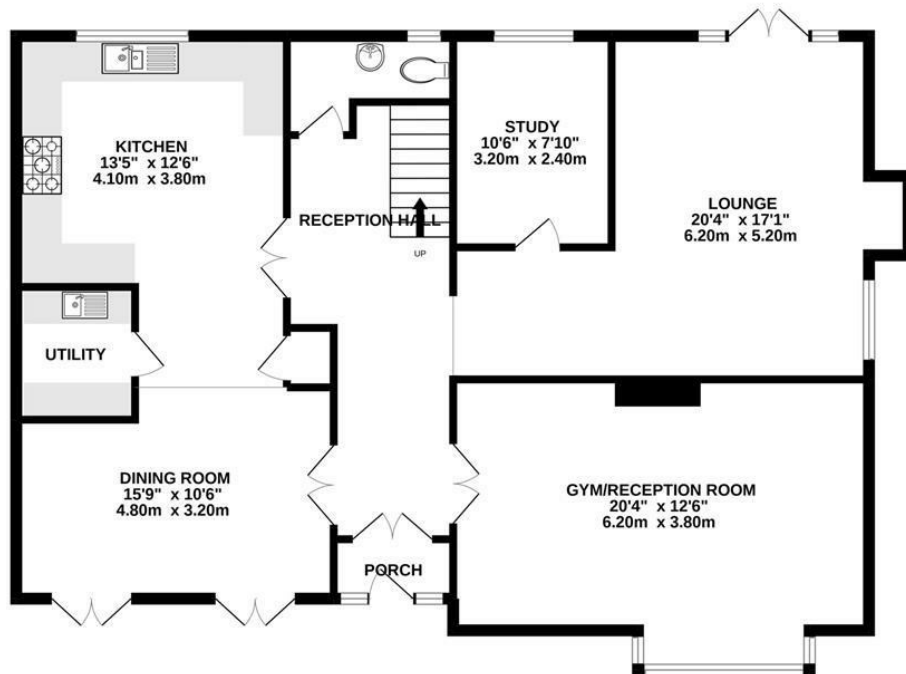 KITCHEN
13'5" x 12'6"
4.10m x 3.80m
STUDY
10'6" x 7'10"
3.20m x 2.40m
LOUNGE
20'4" x 17'1"
6.20m x 5.20m
RECEPTION HALL
UP
UTILITY
DINING ROOM
15'9" x 10'6"
4.80m x 3.20m
GYM/RECEPTION ROOM
20'4" x 12'6"
6.20m x 3.80m
PORCH